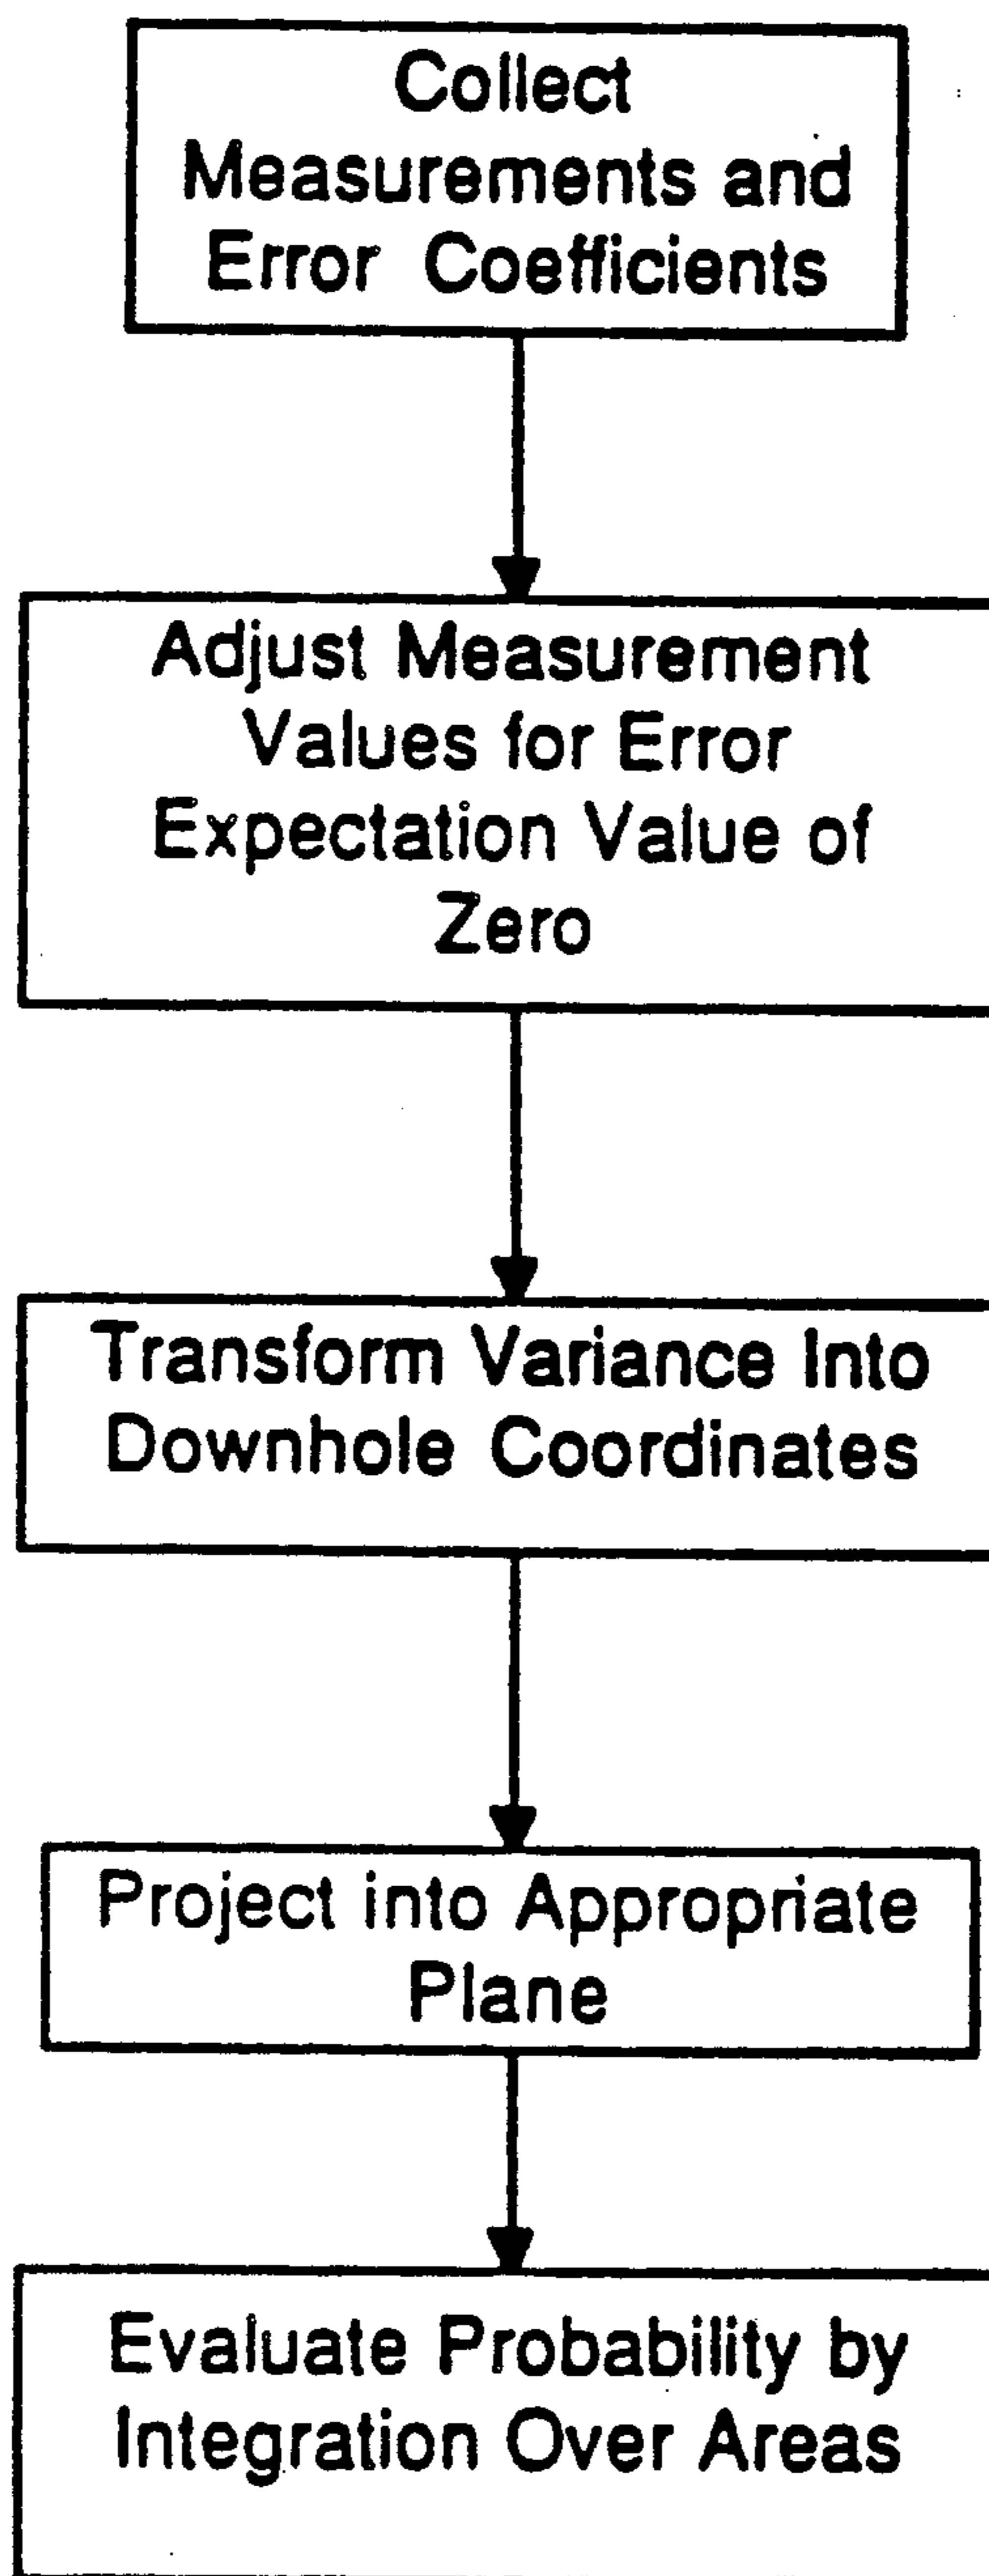 Collect
Measurements and
Error Coefficients
Adjust Measurement
Values for Error
Expectation Value of
Zero
Transform Variance Into
Downhole Coordinates
Project into Appropriate
Plane
Evaluate Probability by
Integration Over Areas